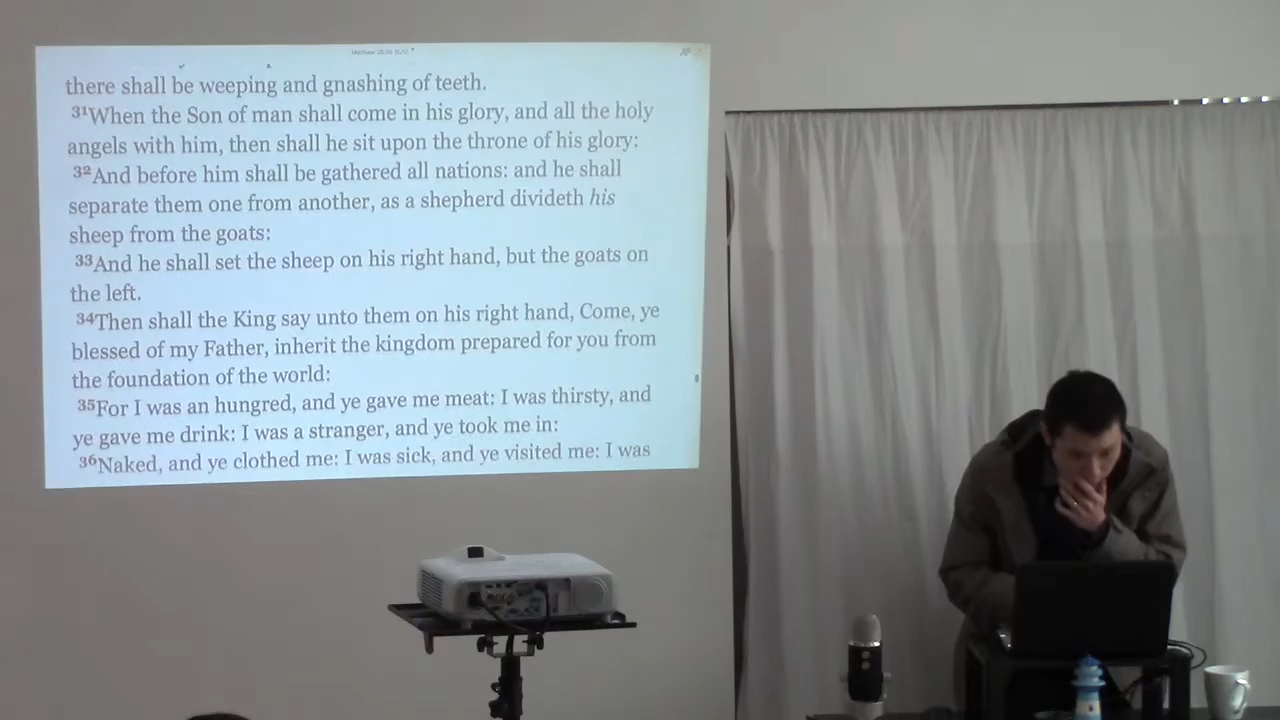 there shall be weeping and gnashing of teeth.
31When the Son of man shall come in his glory, and all the holy
angels with him, then shall he sit upon the throne of his glory:
32And before him shall be gathered all nations: and he shall
separate them one from another, as a shepherd divideth his
sheep from the goats:
33And he shall set the sheep on his right hand, but the goats on
the left.
34Then shall the King say unto them on his right hand, Come, ye
blessed of my Father, inherit the kingdom prepared for you from
the foundation of the world:
35For I was an hungred, and ye gave me meat: I was thirsty, and
ye gave me drink: I was a stranger, and ye took me in:
36Naked, and ye clothed me: I was sick, and ye visited me: I was